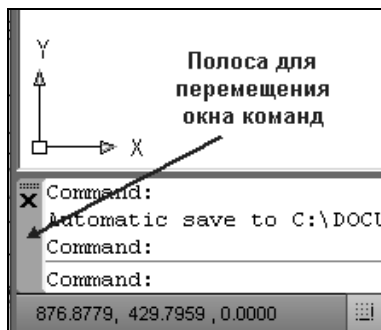 Y
Полоса для
перемещения
окна команд
X
Command:
Automatic save to C:\DOCU
Command:
Command:
876.8779, 429.7959 , 0.0000